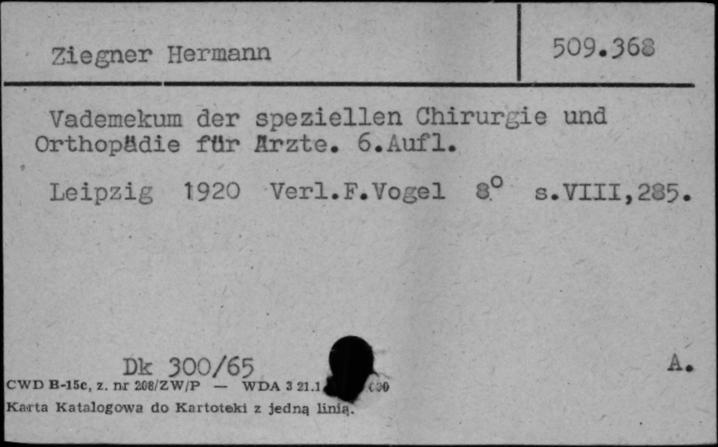 Ziegner Hermann
509.368
Vademekum der speziellen Chirurgie und
Orthopädie für Arzte. 6.Aufl.
Leipzig 1920 Verl.F.Vogel 8° s.VIII,285.
Dk 300/65
A.
CWD B-15c, z. nr 208/ZW/P — WDA 3 21.1
Karta Katalogowa do Kartoteki z jedną linią.